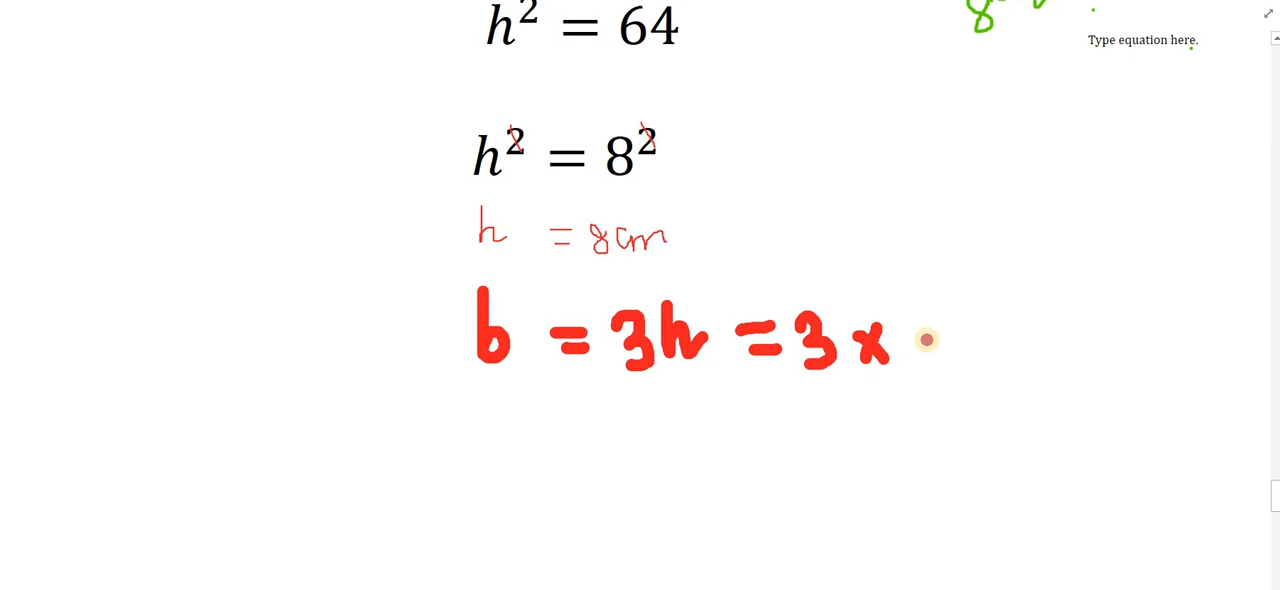 h² = 64
Type equation here.
h² = 8²
h = 8cm
b = 3h = 3 ×